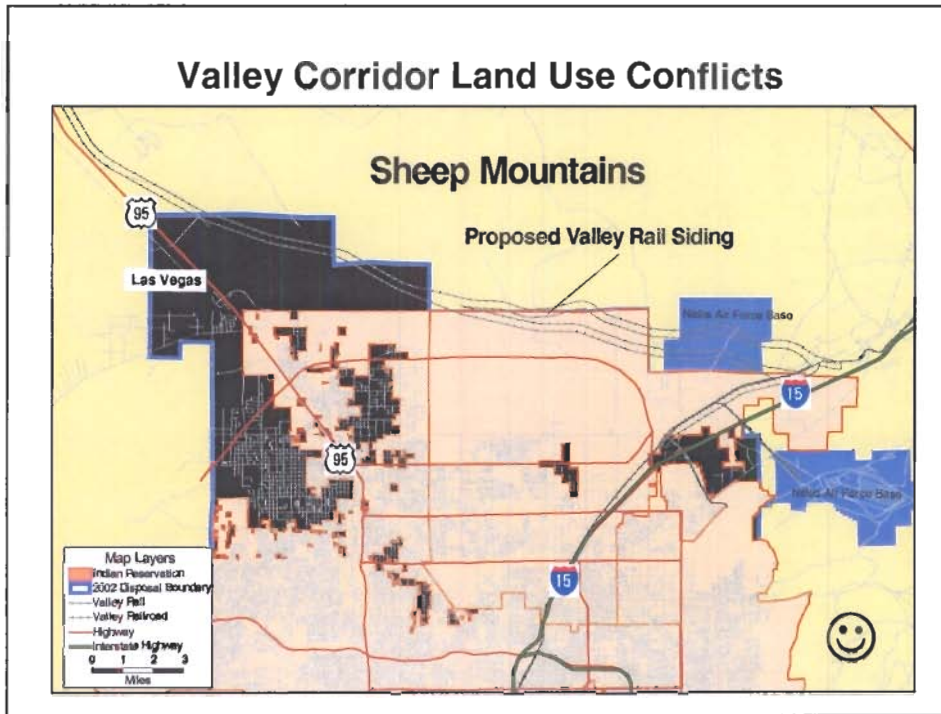 Valley Corridor Land Use Conflicts
Sheep Mountains
95
Proposed Valley Rail Siding
Las Vegas
Air Force Base
15
95
Air Force Base
15
Map Layers
Indian Reservation
2002 Disposal Boundary
Valley Rail
Valley Railroad
Highway
Interstate Highway
0 1 2 3
Miles